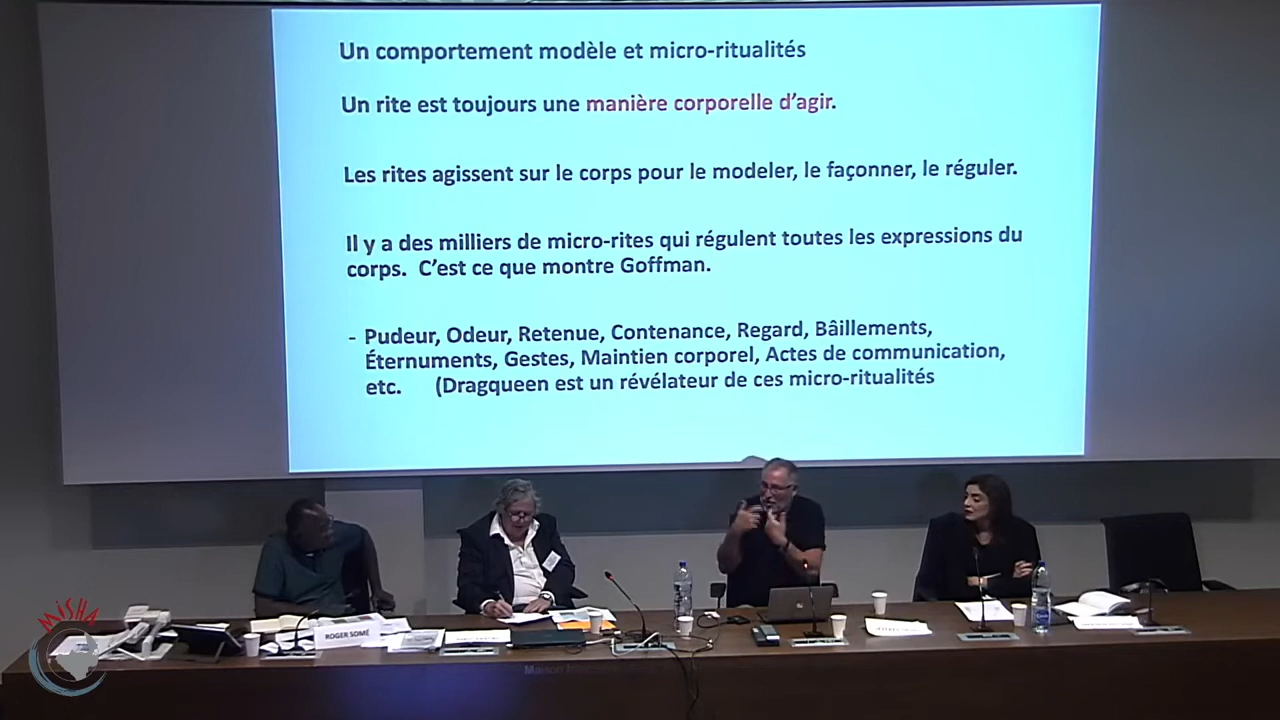 Un comportement modèle et micro-ritualités
Un rite est toujours une manière corporelle d'agir.
Les rites agissent sur le corps pour le modeler, le façonner, le réguler.
Il y a des milliers de micro-rites qui régulent toutes les expressions du
corps. C'est ce que montre Goffman.
- Pudeur, Odeur, Retenue, Contenance, Regard, Bâillements,
Éternuments, Gestes, Maintien corporel, Actes de communication,
etc. (Dragqueen est un révélateur de ces micro-ritualités
MiSHA
ROGER SOMÉ